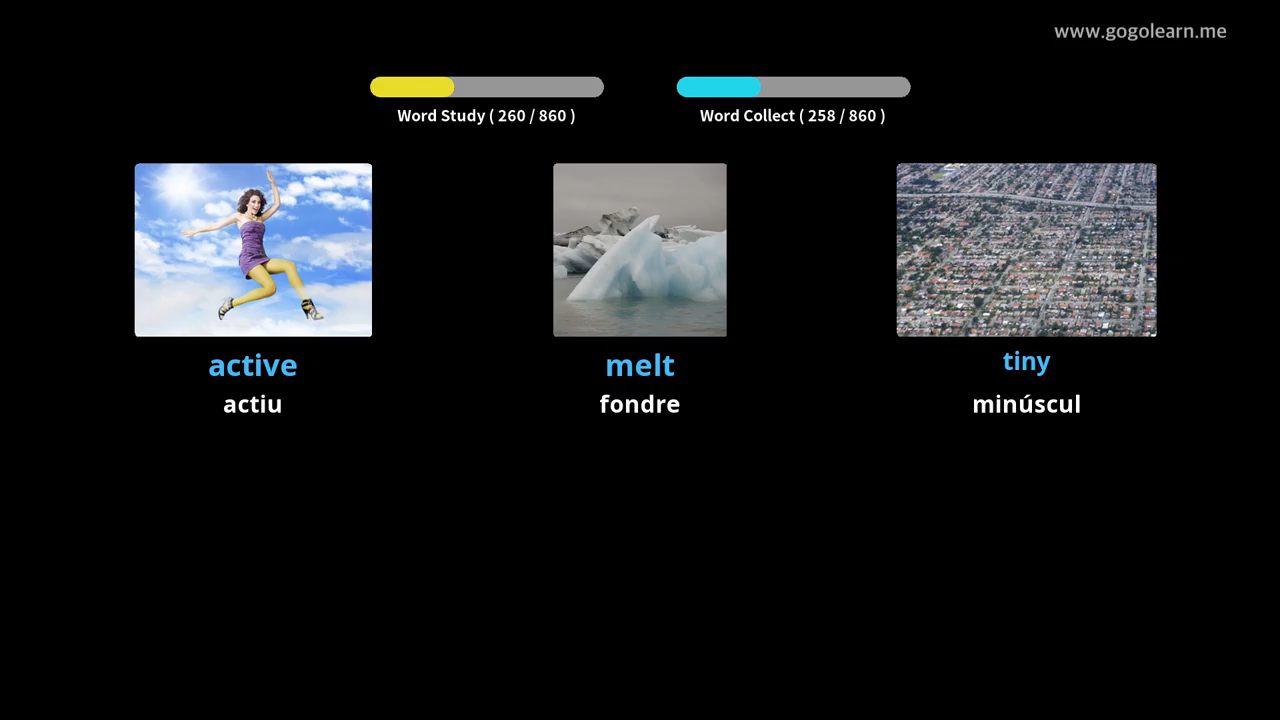 www.gogolearn.me
Word Study ( 260 / 860 )
Word Collect ( 258 / 860 )
active
melt
tiny
actiu
fondre
minúscul